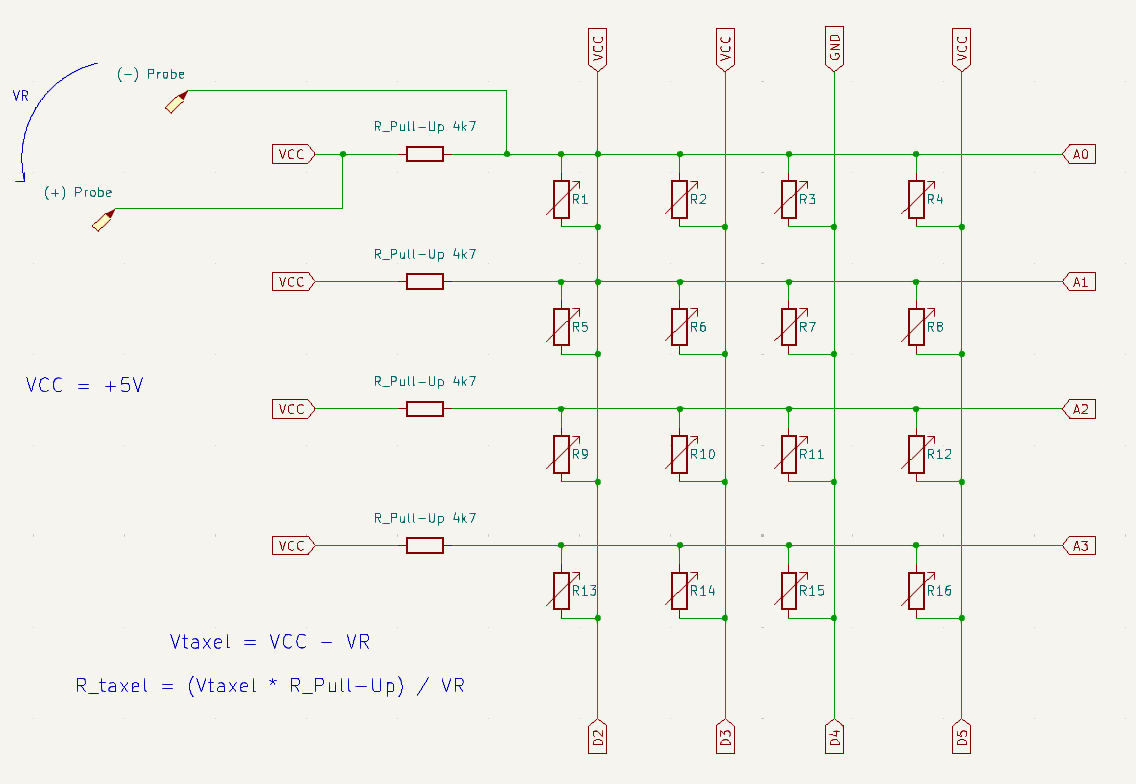 VCC VCC GND VCC
(-) Probe
VR
R_Pull-Up 4k7
VCC A0
(+) Probe
R1 R2 R3 R4
R_Pull-Up 4k7
VCC A1
R5 R6 R7 R8
R_Pull-Up 4k7
VCC = +5V
VCC A2
R9 R10 R11 R12
R_Pull-Up 4k7
VCC A3
R13 R14 R15 R16
Vtaxel = VCC - VR
R_taxel = (Vtaxel * R_Pull-Up) / VR
D2 D3 D4 D5